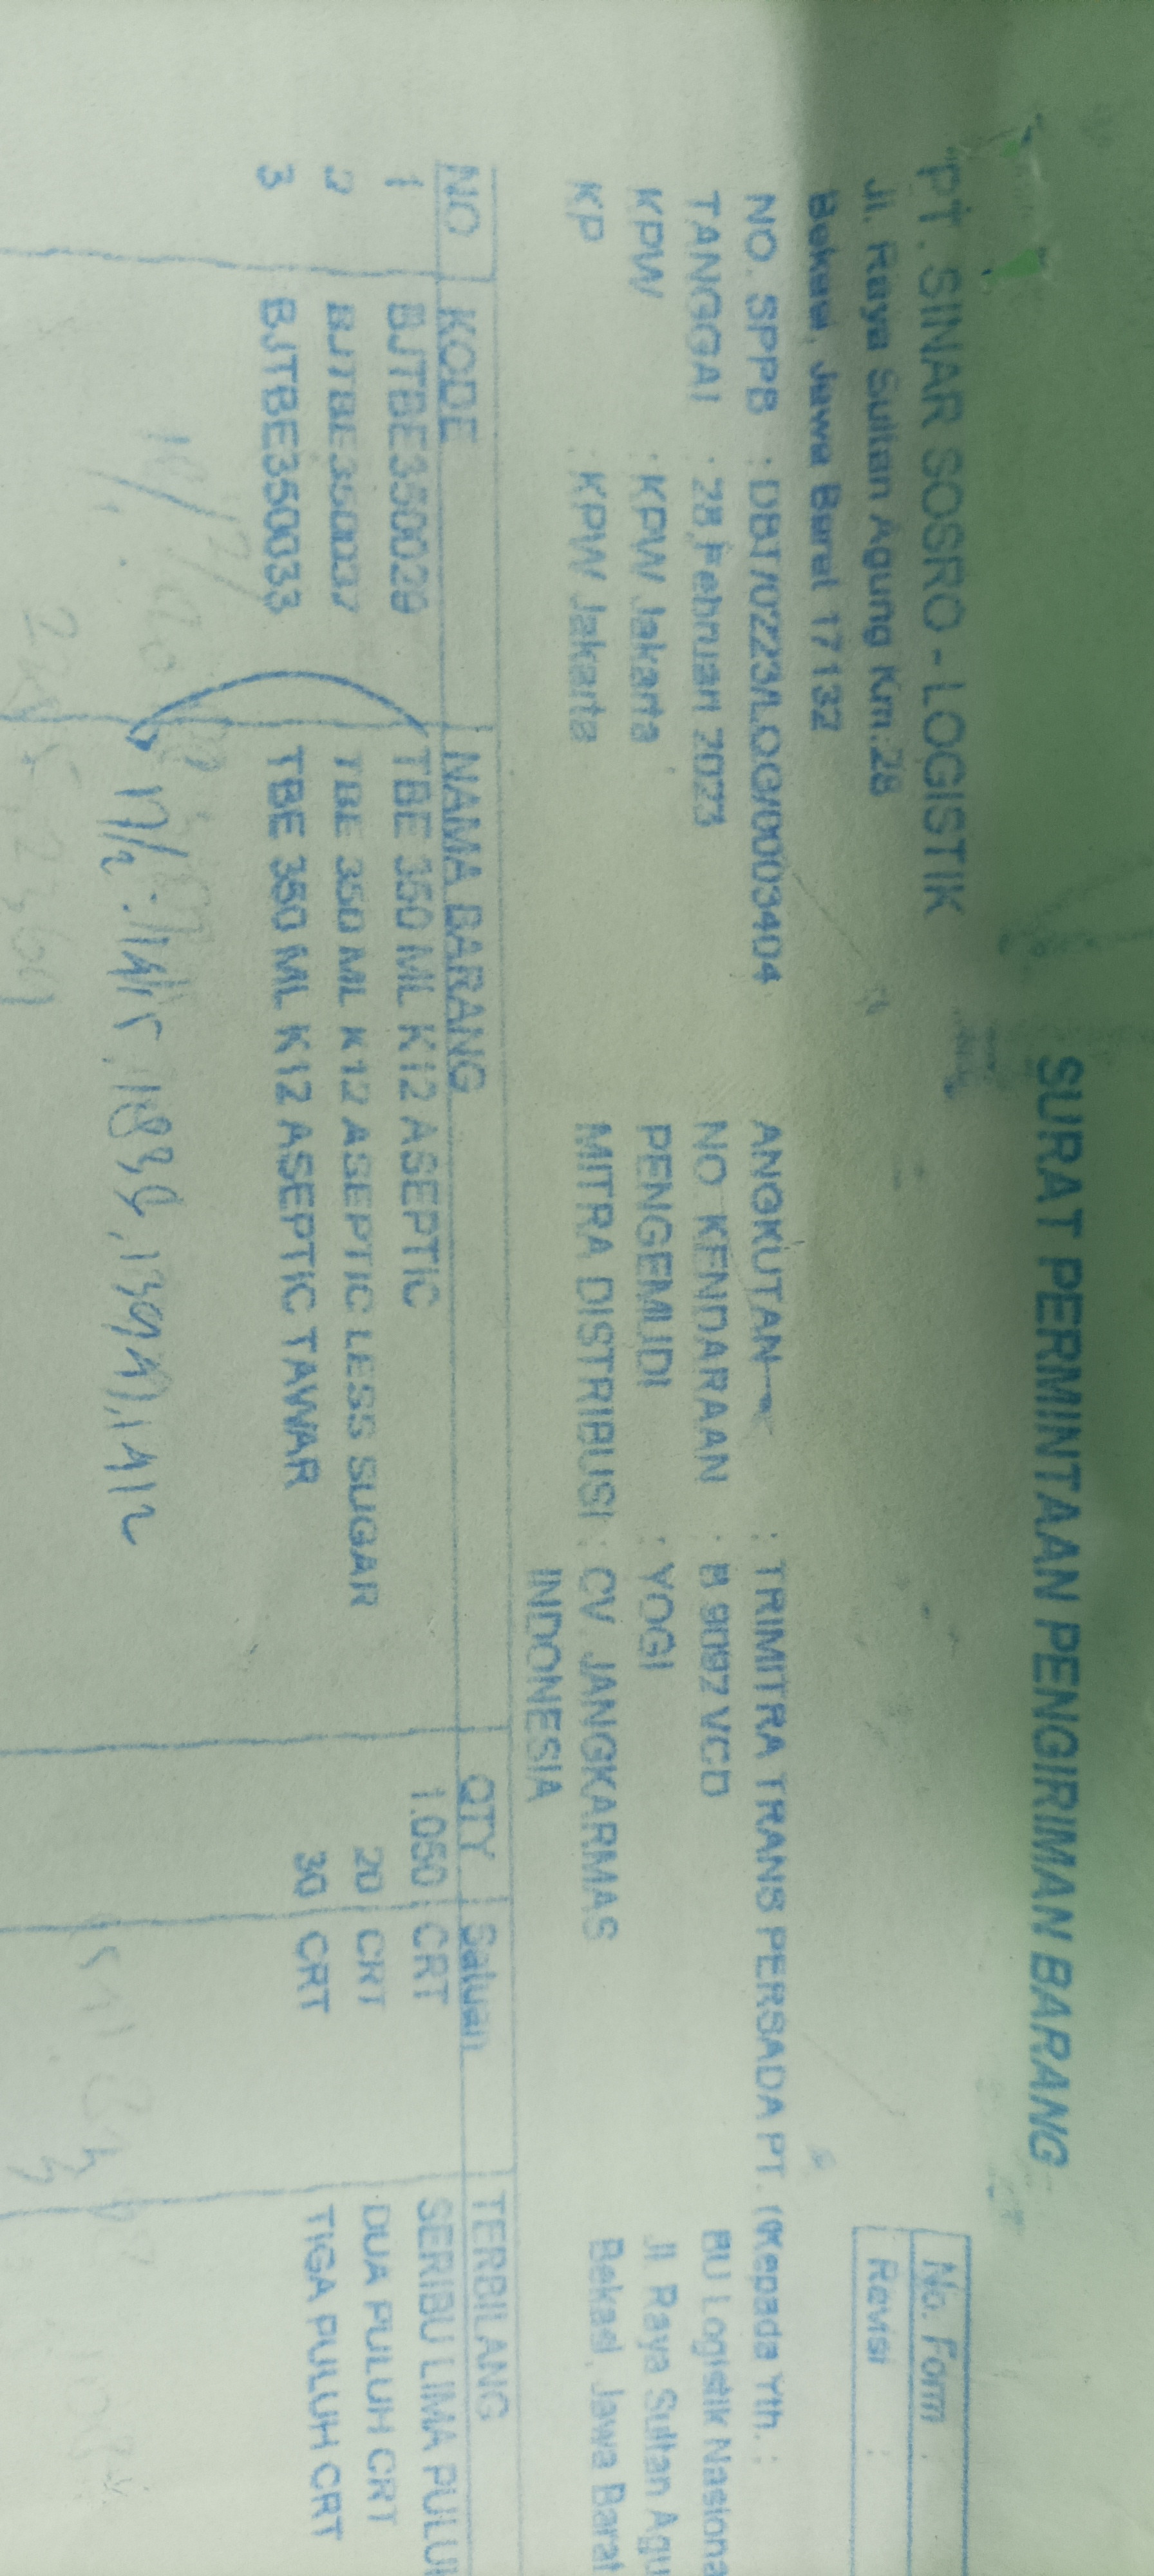 SURAT PERMINTAAN PENGIRIMAN BARANG
PT. SINAR SOSRO - LOGISTIK
Jl. Raya Sultan Agung Km.28
Bekasi, Jawa Barat 17132
No. Form :
Revisi :
NO. SPPB : DBT/0223/LOG/0003404
TANGGAL : 28 Februari 2023
KPW : KPW Jakarta
KP : KPW Jakarta
ANGKUTAN : TRIMITRA TRANS PERSADA PT. (
NO KENDARAAN : B 9092 VCD
PENGEMUDI : YOGI
MITRA DISTRIBUSI : CV. JANGKARMAS
INDONESIA
Kepada Yth. :
BU Logistik Nasiona
Jl Raya Sultan Agu
Bekasi, Jawa Barat
NO KODE NAMA BARANG QTY Satuan TERBILANG
1 BJTBE350029 TBE 350 ML K12 ASEPTIC 1.050 CRT SERIBU LIMA PULU
2 BJTBE350037 TBE 350 ML K12 ASEPTIC LESS SUGAR 20 CRT DUA PULUH CRT
3 BJTBE350033 TBE 350 ML K12 ASEPTIC TAWAR 30 CRT TIGA PULUH CRT